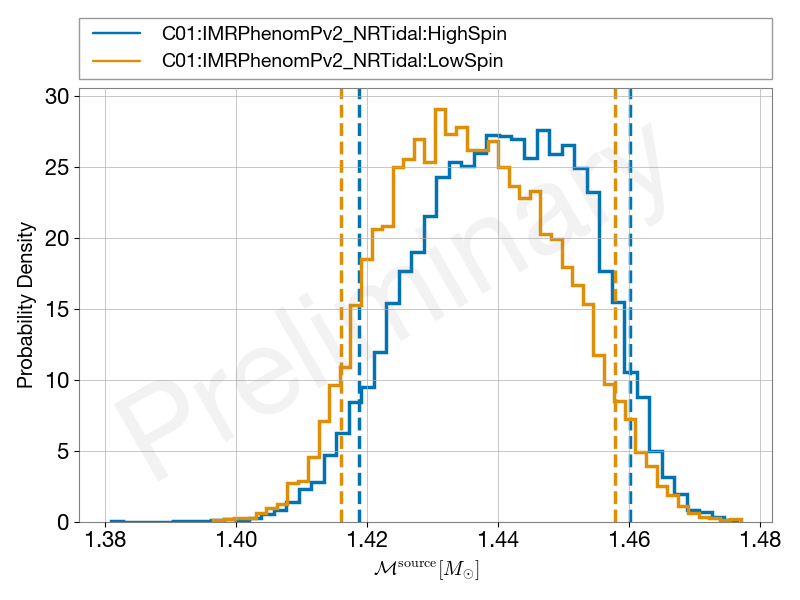 C01:IMRPhenomPv2_NRTidal:HighSpin
C01:IMRPhenomPv2_NRTidal:LowSpin
30
25
20
15
10
5
0
Probability Density
Preliminary
1.38 1.40 1.42 1.44 1.46 1.48
ℳ^source [M_⊙]